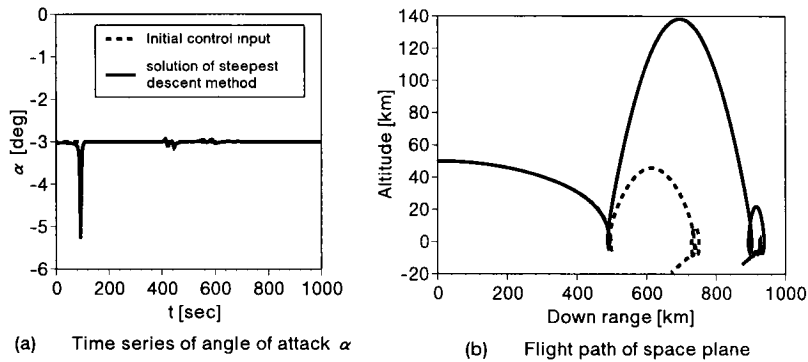 0
-1
-2
-3
-4
-5
-6
α [deg]
Initial control input
solution of steepest
descent method
0 200 400 600 800 1000
t [sec]
(a) Time series of angle of attack α
140
120
100
80
60
40
20
0
-20
Altitude [km]
0 200 400 600 800 1000
Down range [km]
(b) Flight path of space plane